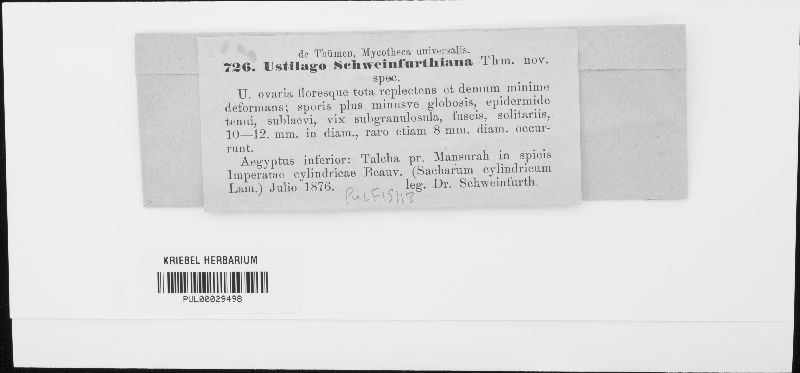 de Thümen, Mycotheca universalis.
726. Ustilago Schweinfurthiana Thm. nov.
spec.
U. ovaria floresque tota replectens et demum minime
deformans; sporis plus minusve globosis, epidermide
tenui, sublaevi, vix subgranulosula, fuscis, solitariis,
10—12. mm. in diam., raro etiam 8 mm. diam. occur-
runt.
Aegyptus inferior: Talcha pr. Mansurah in spicis
Imperatae cylindricae Beauv. (Sacharum cylindricum
Lam.) Julio 1876. leg. Dr. Schweinfurth.
PUL F19113
KRIEBEL HERBARIUM
PUL00029498